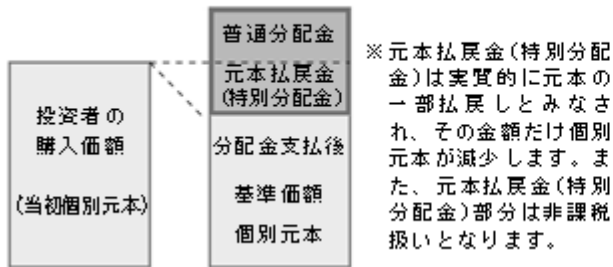 投資者の
購入価額
(当初個別元本)
普通分配金
元本払戻金
(特別分配金)
分配金支払後
基準価額
個別元本
※元本払戻金(特別分配
金)は実質的に元本の
一部払戻しとみなさ
れ、その金額だけ個別
元本が減少します。ま
た、元本払戻金(特別
分配金)部分は非課税
扱いとなります。